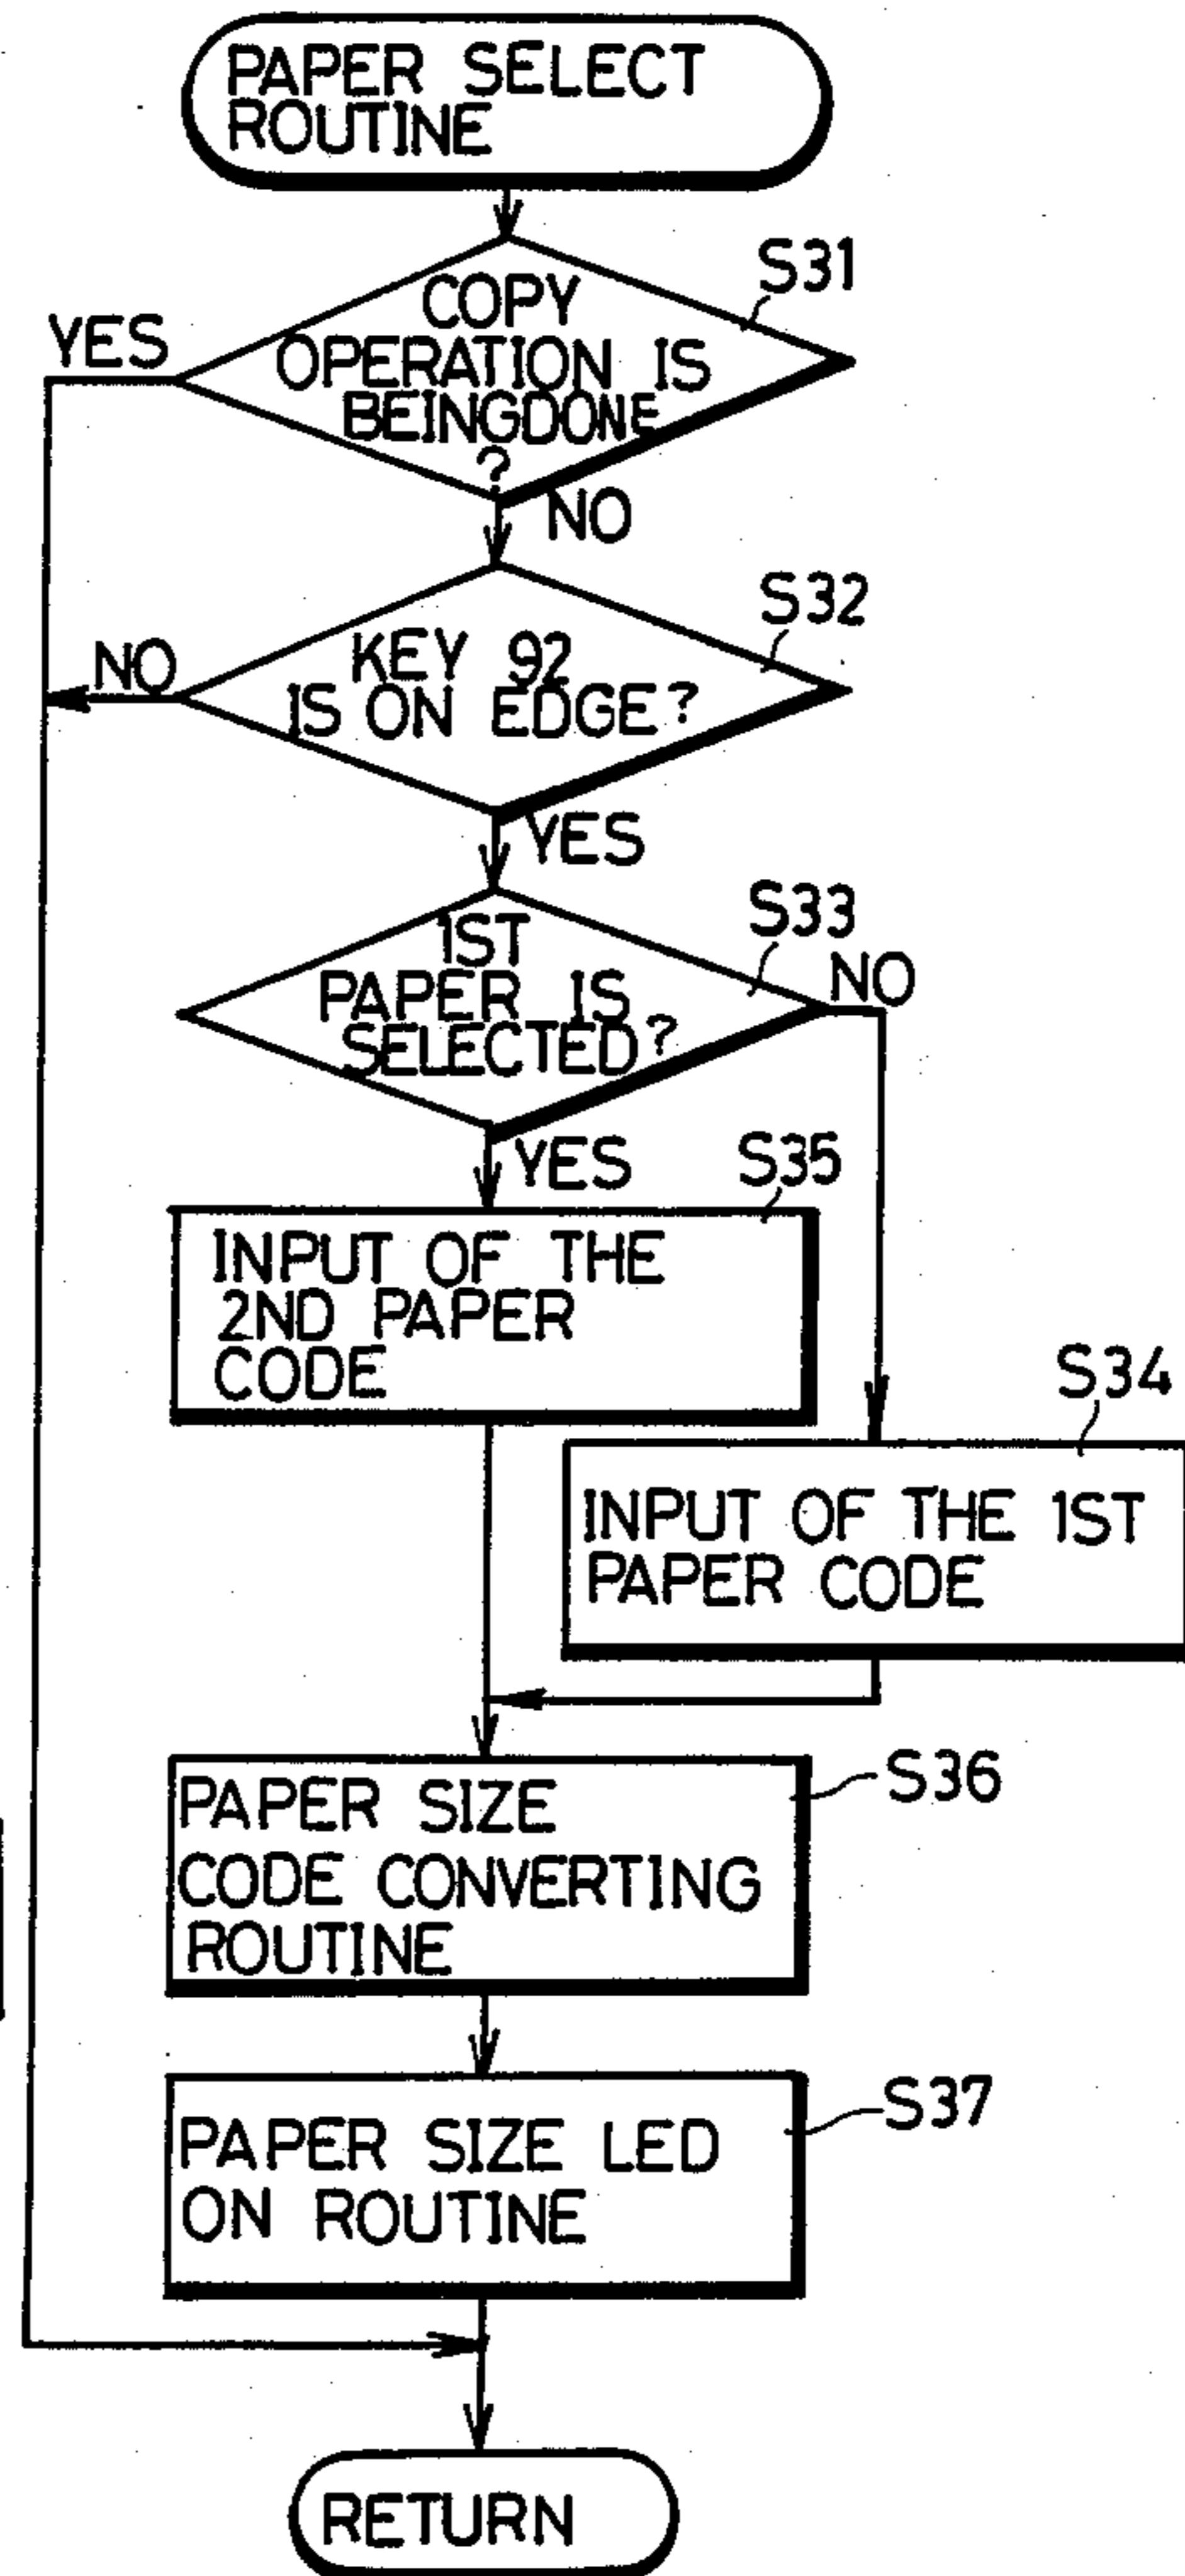 PAPER SELECT
ROUTINE
S31
COPY
OPERATION IS
BEINGDONE
?
YES
NO
S32
KEY 92
IS ON EDGE?
NO
YES
S33
1ST
PAPER IS
SELECTED?
NO
YES
S35
INPUT OF THE
2ND PAPER
CODE
S34
INPUT OF THE 1ST
PAPER CODE
S36
PAPER SIZE
CODE CONVERTING
ROUTINE
S37
PAPER SIZE LED
ON ROUTINE
RETURN